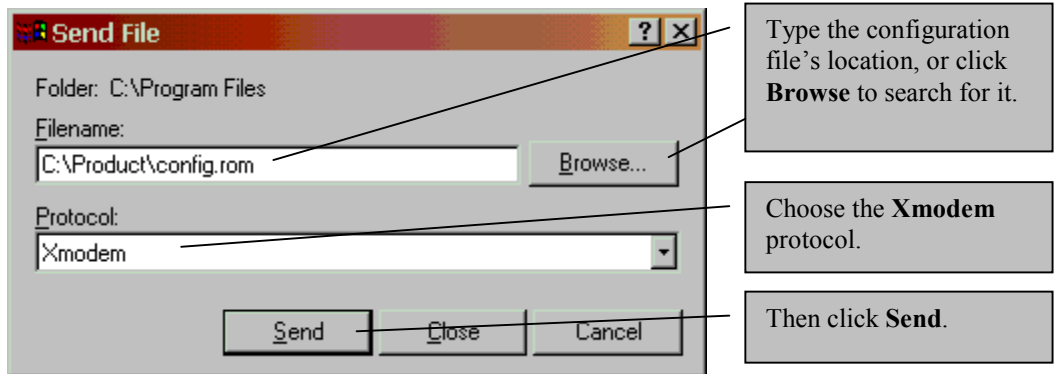 Send File
Folder: C:\Program Files
Filename:
C:\Product\config.rom
Browse...
Protocol:
Xmodem
Send
Close
Cancel
Type the configuration
file's location, or click
Browse to search for it.
Choose the Xmodem
protocol.
Then click Send.